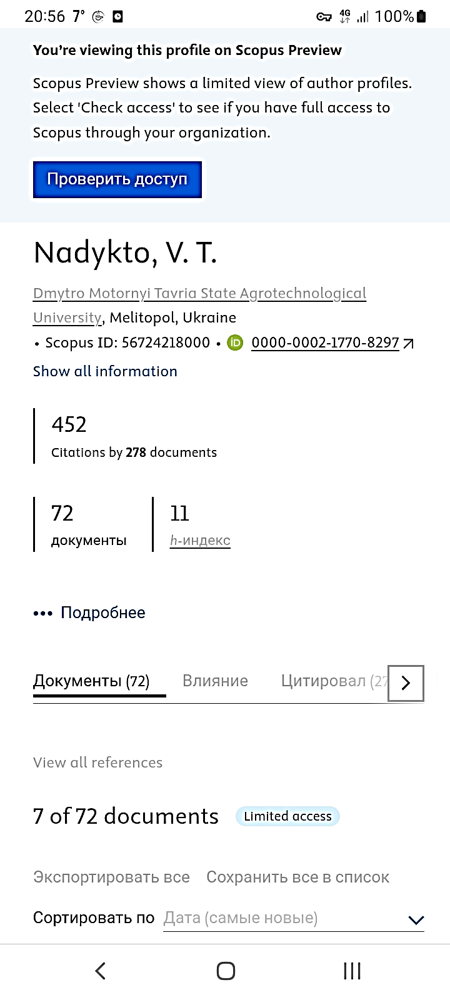 20:56 7° 4G 100%
You're viewing this profile on Scopus Preview
Scopus Preview shows a limited view of author profiles.
Select 'Check access' to see if you have full access to
Scopus through your organization.
Проверить доступ
Nadykto, V. T.
Dmytro Motornyi Tavria State Agrotechnological
University, Melitopol, Ukraine
• Scopus ID: 56724218000 • iD 0000-0002-1770-8297
Show all information
452
Citations by 278 documents
72 11
документы h-индекс
••• Подробнее
Документы (72) Влияние Цитировал (27
View all references
7 of 72 documents Limited access
Экспортировать все Сохранить все в список
Сортировать по Дата (самые новые)